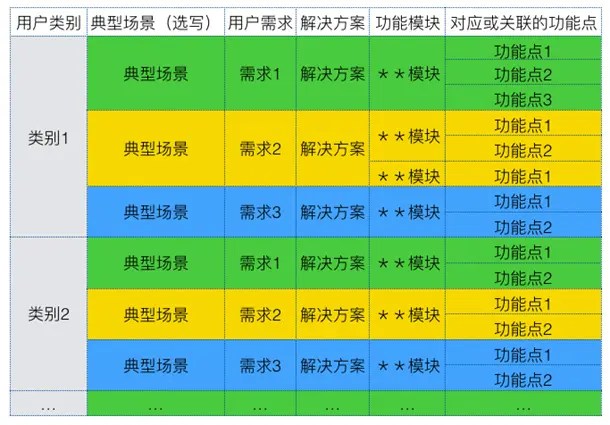 用户类别 典型场景（选写） 用户需求 解决方案 功能模块 对应或关联的功能点
类别1 典型场景 需求1 解决方案 ＊＊模块 功能点1
功能点2
功能点3
典型场景 需求2 解决方案 ＊＊模块 功能点1
功能点2
＊＊模块 功能点1
典型场景 需求3 解决方案 ＊＊模块 功能点1
功能点2
类别2 典型场景 需求1 解决方案 ＊＊模块 功能点1
功能点2
典型场景 需求2 解决方案 ＊＊模块 功能点1
功能点2
典型场景 需求3 解决方案 ＊＊模块 功能点1
功能点2
… … … … … …